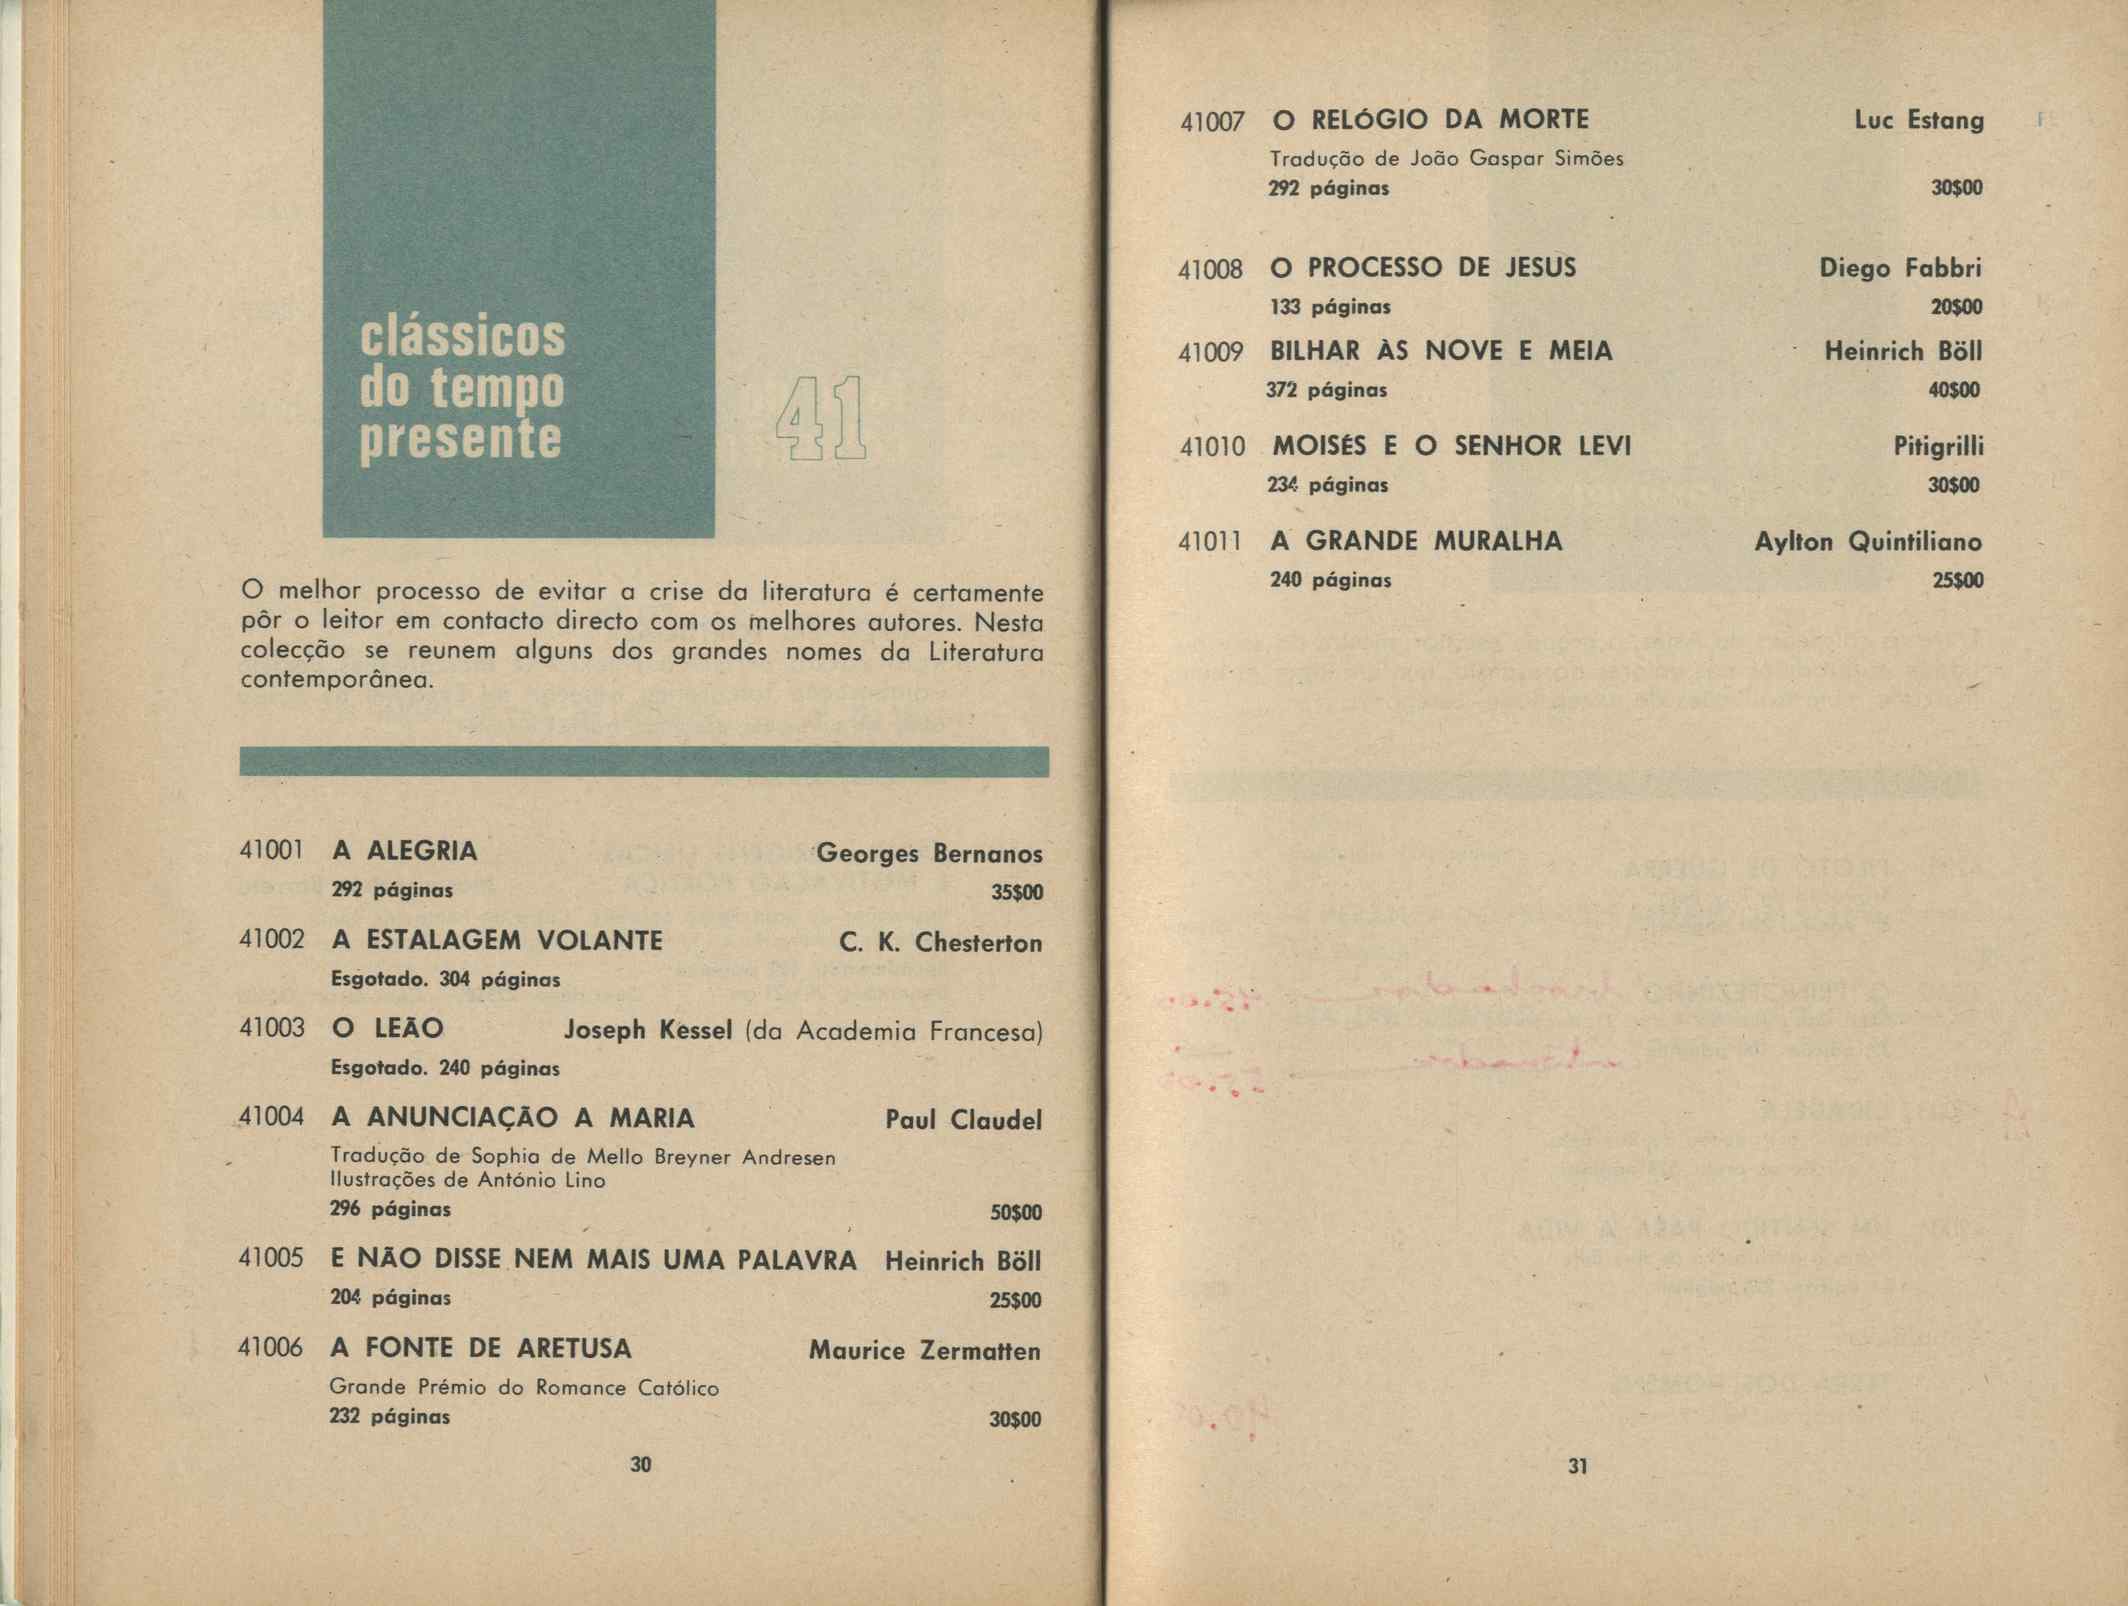 clássicos
do tempo
presente
41
O melhor processo de evitar a crise da literatura é certamente
pôr o leitor em contacto directo com os melhores autores. Nesta
colecção se reunem alguns dos grandes nomes da Literatura
contemporânea.
41001 A ALEGRIA Georges Bernanos
292 páginas 35$00
41002 A ESTALAGEM VOLANTE C. K. Chesterton
Esgotado. 304 páginas
41003 O LEÃO Joseph Kessel (da Academia Francesa)
Esgotado. 240 páginas
41004 A ANUNCIAÇÃO A MARIA Paul Claudel
Tradução de Sophia de Mello Breyner Andresen
Ilustrações de António Lino
296 páginas 50$00
41005 E NÃO DISSE NEM MAIS UMA PALAVRA Heinrich Böll
204 páginas 25$00
41006 A FONTE DE ARETUSA Maurice Zermatten
Grande Prémio do Romance Católico
232 páginas 30$00
30
41007 O RELÓGIO DA MORTE Luc Estang
Tradução de João Gaspar Simões
292 páginas 30$00
41008 O PROCESSO DE JESUS Diego Fabbri
133 páginas 20$00
41009 BILHAR ÀS NOVE E MEIA Heinrich Böll
372 páginas 40$00
41010 MOISÉS E O SENHOR LEVI Pitigrilli
234 páginas 30$00
41011 A GRANDE MURALHA Aylton Quintiliano
240 páginas 25$00
31